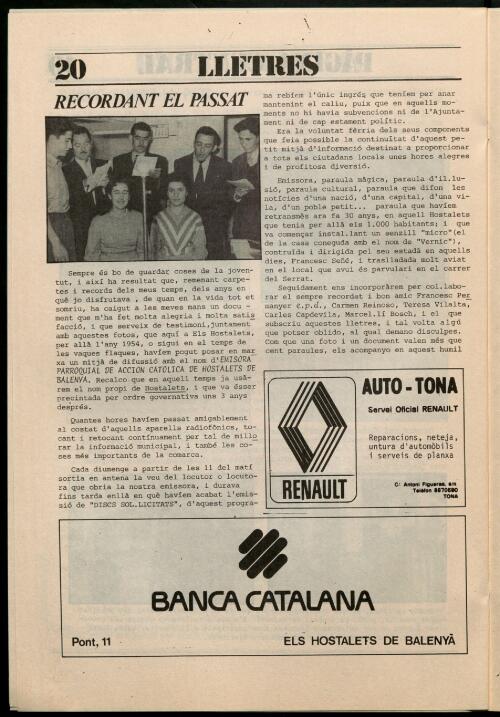 20
LLETRES
RECORDANT EL PASSAT
Sempre és bo de guardar coses de la joven-
tut, i així ha resultat que, remenant carpe-
tes i records dels meus temps, dels anys en
què jo disfrutava , de quan en la vida tot et
somriu, ha caigut a les meves mans un docu -
ment que m'ha fet molta alegria i molta satis
facció, i que serveix de testimoni,juntament
amb aquestes fotos, que aquí a Els Hostalets,
per allà l'any 1954, o sigui en el temps de
les vaques flaques, havíem pogut posar en mar
xa un mitjà de difussió amb el nom d'EMISORA
PARROQUIAL DE ACCION CATOLICA DE HOSTALES DE
BALENYA. Recalco que en aquell temps ja usà-
rem el nom propi de Hostalets, i que va ésser
precintada per ordre governativa uns 3 anys
després.
Quantes hores havíem passat amigablement
al costat d'aquells aparells radiofònics, to-
cant i retocant contínuament per tal de millo
rar la informació municipal, i també les co-
ses més importants de la comarca.
Cada diumenge a partir de les 11 del matí
sortia en antena la veu del locutor o locuto-
ra que obria la nostra emissora, i durava
fins tarda enllà en què havíem acabat l'emis-
sió de "DISCS SOL.LICITATS", d'aquest progra-
ma rebíem l'únic ingrés que teníem per anar
mantenint el caliu, puix que en aquells mo-
ments no hi havia subvencions ni de l'Ajunta-
ment ni de cap estament polític.
Era la voluntat fèrria dels seus components
que feia possible la continuïtat d'aquest pe-
tit mitjà d'informació destinat a proporcionar
a tots els ciutadans locals unes hores alegres
i de profitosa diversió.
Emissora, paraula màgica, paraula d'il.lu-
sió, paraula cultural, paraula que difon les
notícies d'una nació, d'una capital, d'una vi-
la, d'un poble petit... paraula que havíem
retransmès ara fa 30 anys, en aquell Hostalets
que tenia per allà els 1.000 habitants; i que
va començar instal.lant un senzill "micro"(el
de la casa coneguda amb el nom de "Vernic"),
contruïda i dirigida pel seu estadà en aquells
dies, Francesc Señé, i traslladada molt aviat
en el local que avui és parvulari en el carrer
del Serrat.
Seguidament ens incorporàrem per col.labo-
rar el sempre recordat i bon amic Francesc Per
manyer e.p.d., Carmen Reinoso, Teresa Vilalta,
Carles Capdevila, Marcel.lí Bosch, i el que
subscriu aquestes lletres, i tal volta algú
que potser oblido, al qual demano disculpes.
Com que una foto i un document valen més que
cent paraules, els acompanyo en aquest humil
RENAULT
AUTO - TONA
Servei Oficial RENAULT
Reparacions, neteja,
untura d'automòbils
i serveis de planxa
C/ Antoni Figueras, s/n
Telèfon 8870590
TONA
BANCA CATALANA
Pont, 11
ELS HOSTALETS DE BALENYÀ